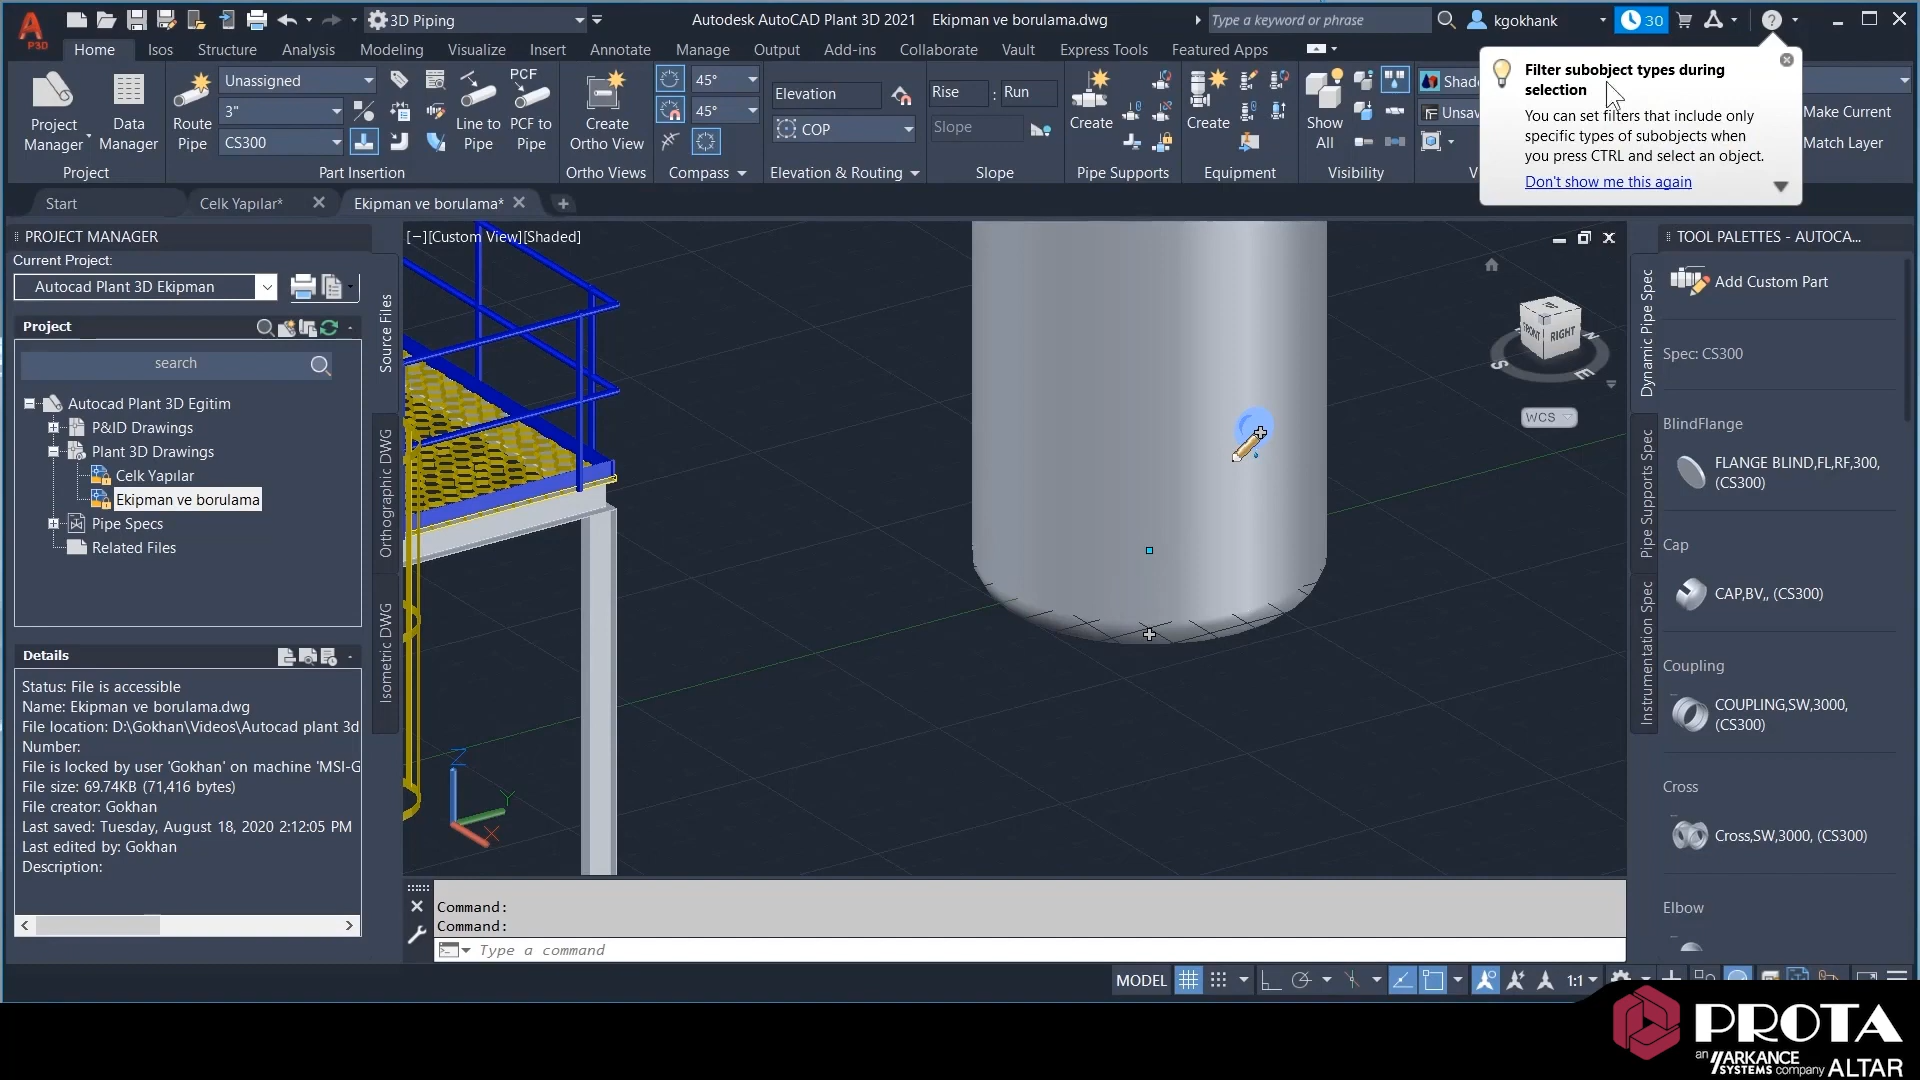 3D Piping
Autodesk AutoCAD Plant 3D 2021 Ekipman ve borulama.dwg
Type a keyword or phrase
kgokhank
30
P3D
Home Isos Structure Analysis Modeling Visualize Insert Annotate Manage Output Add-ins Collaborate Vault Express Tools Featured Apps
Project Manager
Data Manager
Project
Route Pipe
Unassigned
3"
CS300
Line to Pipe
PCF
PCF to Pipe
Part Insertion
Create Ortho View
Ortho Views
45°
45°
Compass
Elevation
COP
Elevation & Routing
Rise : Run
Slope
Slope
Create
Pipe Supports
Create
Equipment
Show All
Visibility
Shade
Unsav
V
Make Current
Match Layer
Filter subobject types during
selection
You can set filters that include only
specific types of subobjects when
you press CTRL and select an object.
Don't show me this again
Start
Celk Yapılar*
Ekipman ve borulama*
PROJECT MANAGER
Current Project:
Autocad Plant 3D Ekipman
Project
search
Autocad Plant 3D Egitim
P&ID Drawings
Plant 3D Drawings
Celk Yapılar
Ekipman ve borulama
Pipe Specs
Related Files
Source Files
Orthographic DWG
Isometric DWG
Details
Status: File is accessible
Name: Ekipman ve borulama.dwg
File location: D:\Gokhan\Videos\Autocad plant 3d
Number:
File is locked by user 'Gokhan' on machine 'MSI-G
File size: 69.74KB (71,416 bytes)
File creator: Gokhan
Last saved: Tuesday, August 18, 2020 2:12:05 PM
Last edited by: Gokhan
Description:
[−][Custom View][Shaded]
FRONT RIGHT
S E N
WCS
Z
Y
X
Command:
Command:
Type a command
MODEL
1:1
TOOL PALETTES - AUTOCA...
Dynamic Pipe Spec
Pipe Supports Spec
Instrumentation Spec
Add Custom Part
Spec: CS300
BlindFlange
FLANGE BLIND,FL,RF,300,
(CS300)
Cap
CAP,BV,, (CS300)
Coupling
COUPLING,SW,3000,
(CS300)
Cross
Cross,SW,3000, (CS300)
Elbow
PROTA
an ARKANCE SYSTEMS company ALTAR